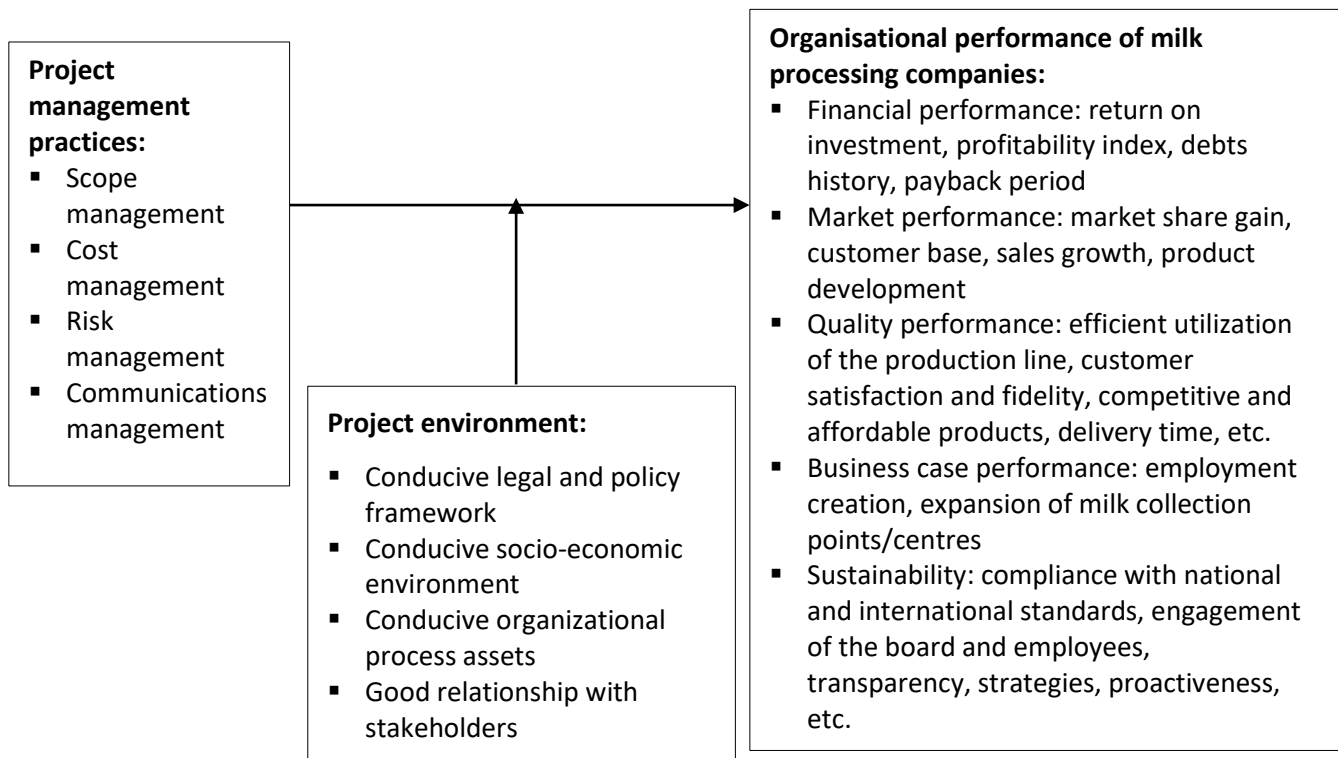 Project
management
practices:
▪ Scope
management
▪ Cost
management
▪ Risk
management
▪ Communications
management
Project environment:
▪ Conducive legal and policy
framework
▪ Conducive socio-economic
environment
▪ Conducive organizational
process assets
▪ Good relationship with
stakeholders
Organisational performance of milk
processing companies:
▪ Financial performance: return on
investment, profitability index, debts
history, payback period
▪ Market performance: market share gain,
customer base, sales growth, product
development
▪ Quality performance: efficient utilization
of the production line, customer
satisfaction and fidelity, competitive and
affordable products, delivery time, etc.
▪ Business case performance: employment
creation, expansion of milk collection
points/centres
▪ Sustainability: compliance with national
and international standards, engagement
of the board and employees,
transparency, strategies, proactiveness,
etc.